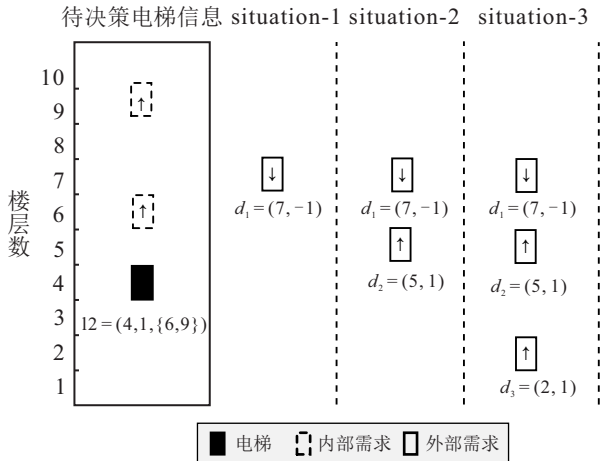 待决策电梯信息 situation-1 situation-2 situation-3
10
9
8
7
6
5
4
3
2
1
楼层数
↑
↑
l2=(4,1,{6,9})
↓
d₁=(7,−1)
↓
d₁=(7,−1)
↑
d₂=(5,1)
↓
d₁=(7,−1)
↑
d₂=(5,1)
↑
d₃=(2,1)
电梯 内部需求 外部需求